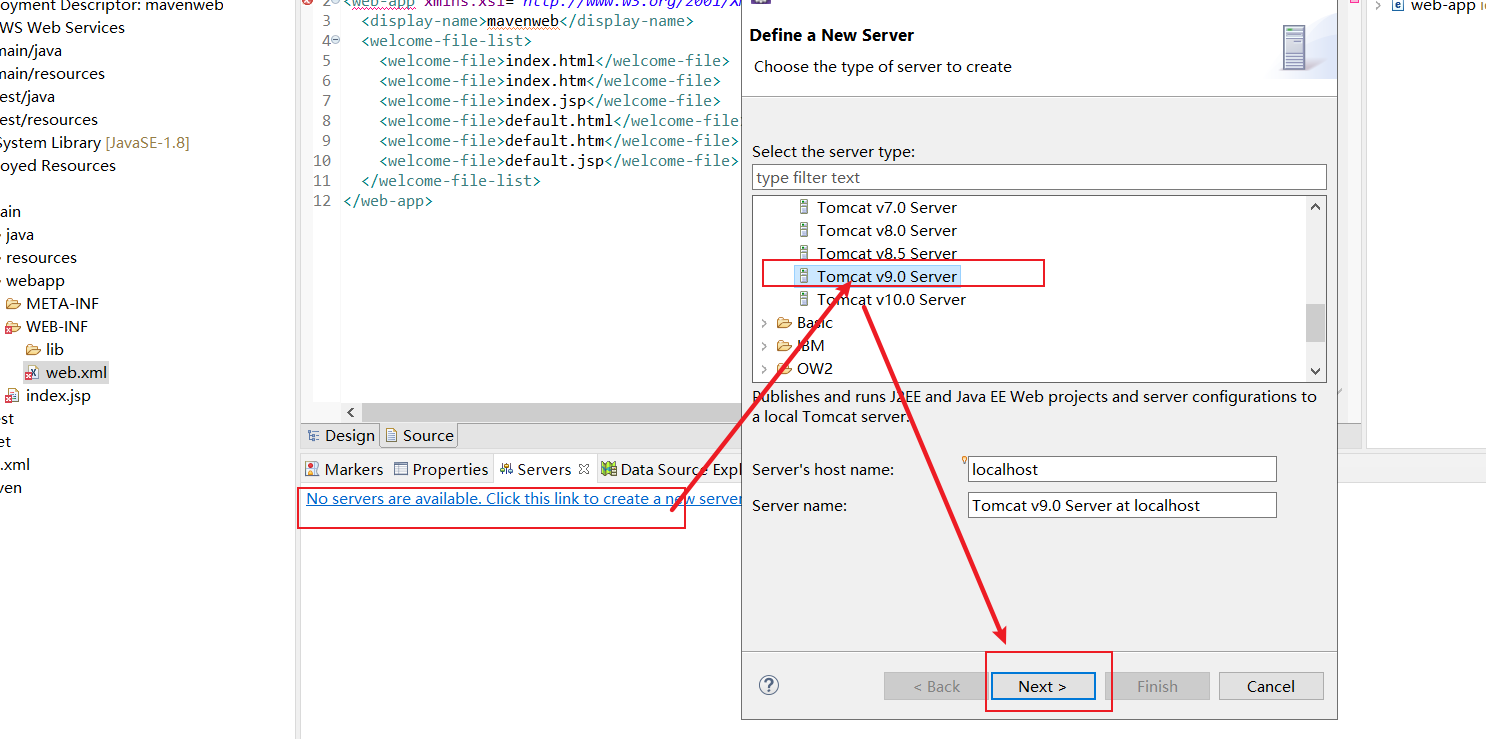 oyment Descriptor: mavenweb
WS Web Services
main/java
main/resources
est/java
est/resources
System Library [JavaSE-1.8]
oyed Resources
ain
java
resources
webapp
META-INF
WEB-INF
lib
web.xml
index.jsp
est
et
.xml
ven
2 <web-app xmlns:xsi="http://www.w3.org/2001/X
3 <display-name>mavenweb</display-name>
4 <welcome-file-list>
5 <welcome-file>index.html</welcome-file>
6 <welcome-file>index.htm</welcome-file>
7 <welcome-file>index.jsp</welcome-file>
8 <welcome-file>default.html</welcome-file
9 <welcome-file>default.htm</welcome-file>
10 <welcome-file>default.jsp</welcome-file>
11 </welcome-file-list>
12 </web-app>
Design Source
Markers Properties Servers Data Source Expl
No servers are available. Click this link to create a new server
Define a New Server
Choose the type of server to create
Select the server type:
type filter text
Tomcat v7.0 Server
Tomcat v8.0 Server
Tomcat v8.5 Server
Tomcat v9.0 Server
Tomcat v10.0 Server
Basic
IBM
OW2
Publishes and runs J2EE and Java EE Web projects and server configurations to
a local Tomcat server.
Server's host name: localhost
Server name: Tomcat v9.0 Server at localhost
? < Back Next > Finish Cancel
web-app